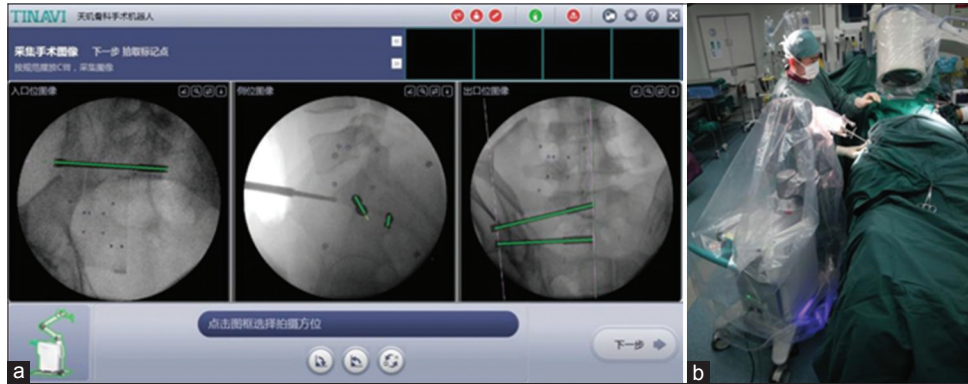 TINAVI 天玑骨科手术机器人
采集手术图像 下一步 拾取标记点
按规范摆放C臂，采集图像
入口位图像
侧位图像
出口位图像
点击图框选择拍摄方位
下一步
a
b